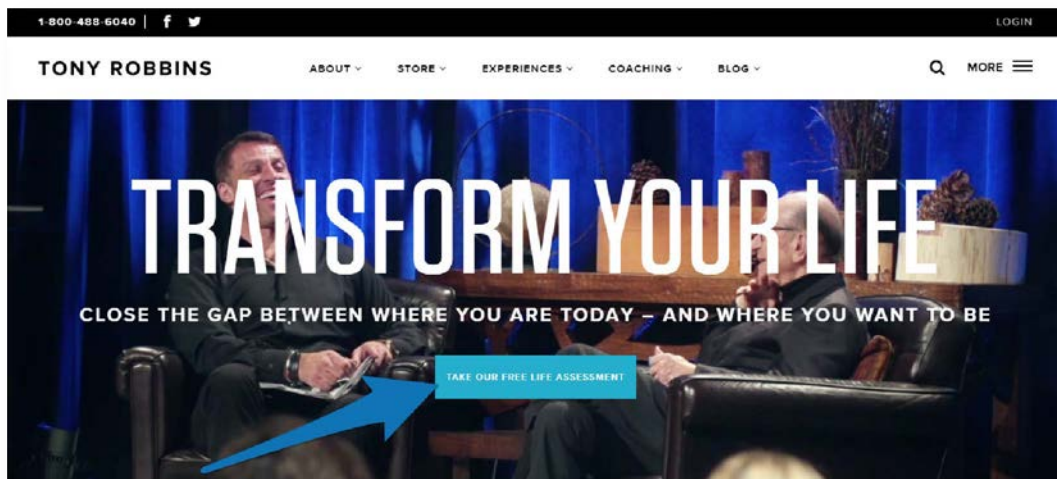 1-800-488-6040 | f
LOGIN
TONY ROBBINS
ABOUT STORE EXPERIENCES COACHING BLOG
MORE
TRANSFORM YOUR LIFE
CLOSE THE GAP BETWEEN WHERE YOU ARE TODAY – AND WHERE YOU WANT TO BE
TAKE OUR FREE LIFE ASSESSMENT